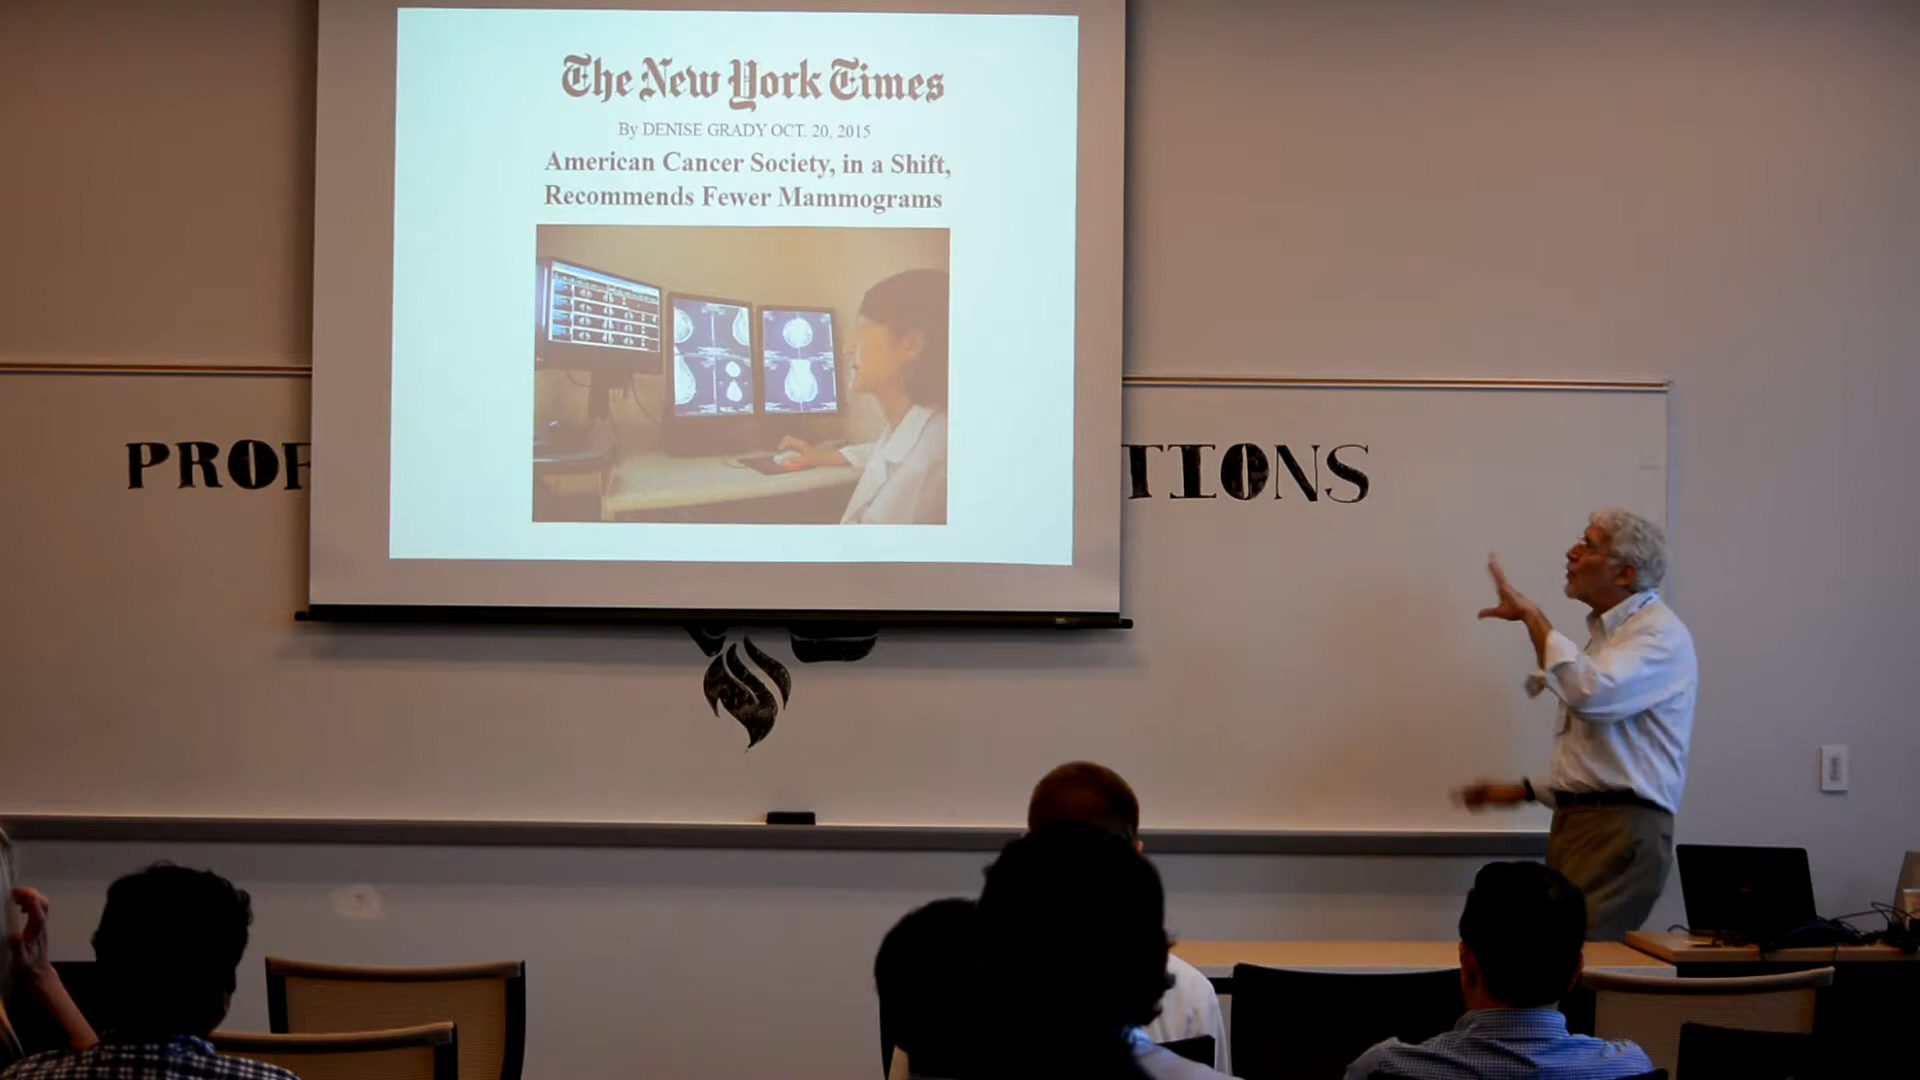 The New York Times
By DENISE GRADY OCT. 20, 2015
American Cancer Society, in a Shift,
Recommends Fewer Mammograms
PROF
TIONS